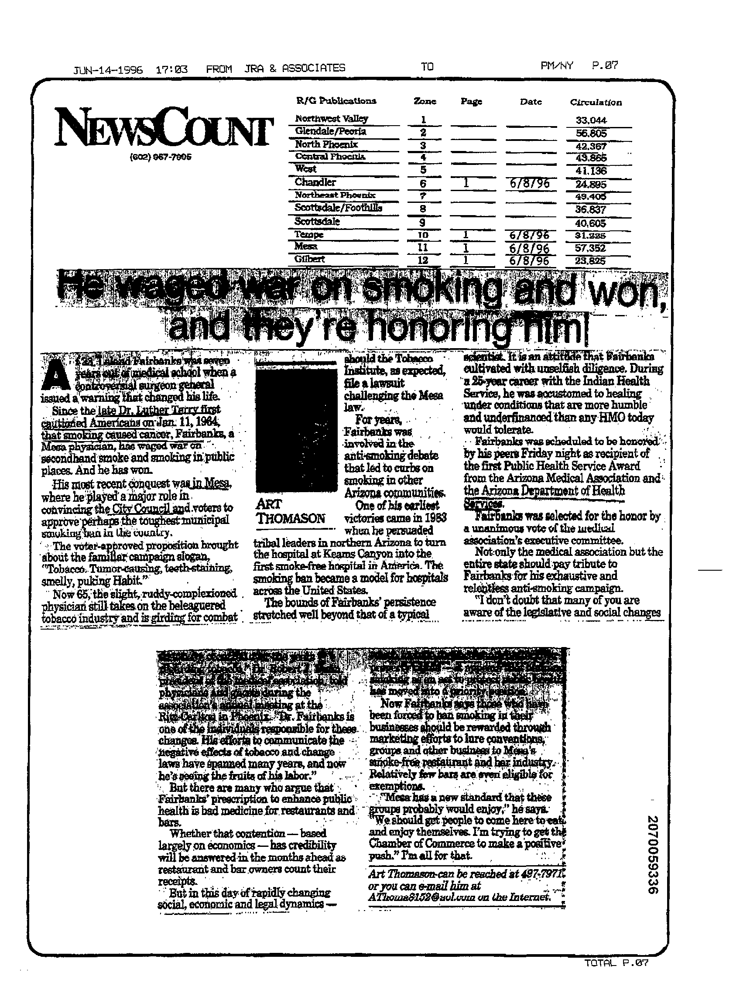 JUN-14-1996 17:03 FROM JRA & ASSOCIATES TO PM/NY P.07
NEWSCOUNT
(602) 967-7905
R/G Publications Zone Page Date Circulation
Northwest Valley 1 33,044
Glendale/Peoria 2 56.805
North Phoenix 3 42,367
Central Phoenix 4 43.865
West 5 41.136
Chandler 6 1 6/8/96 24,895
Northeast Phoenix 7 49,405
Scottsdale/Foothills 8 36.837
Scottsdale 9 40,605
Tempe 10 1 6/8/96 31.225
Mesa 11 1 6/8/96 57.352
Gilbert 12 1 6/8/96 23,825
He waged war on smoking and won,
and they're honoring him
At 28, Leland Fairbanks was seven
years out of medical school when a
controversial surgeon general
issued a warning that changed his life.
Since the late Dr. Luther Terry first
cautioned Americans on Jan. 11, 1964,
that smoking caused cancer, Fairbanks, a
Mesa physician, has waged war on
secondhand smoke and smoking in public
places. And he has won.
His most recent conquest was in Mesa,
where he played a major role in
convincing the City Council and voters to
approve perhaps the toughest municipal
smoking ban in the country.
The voter-approved proposition brought
about the familiar campaign slogan,
"Tobacco. Tumor-causing, teeth-staining,
smelly, puking Habit."
Now 65, the slight, ruddy-complexioned
physician still takes on the beleaguered
tobacco industry and is girding for combat
ART
THOMASON
should the Tobacco
Institute, as expected,
file a lawsuit
challenging the Mesa
law.
For years,
Fairbanks was
involved in the
anti-smoking debate
that led to curbs on
smoking in other
Arizona communities.
One of his earliest
victories came in 1983
when he persuaded
tribal leaders in northern Arizona to turn
the hospital at Keams Canyon into the
first smoke-free hospital in America. The
smoking ban became a model for hospitals
across the United States.
The bounds of Fairbanks' persistence
stretched well beyond that of a typical
scientist. It is an attitude that Fairbanks
cultivated with unselfish diligence. During
a 25-year career with the Indian Health
Service, he was accustomed to healing
under conditions that are more humble
and underfinanced than any HMO today
would tolerate.
Fairbanks was scheduled to be honored
by his peers Friday night as recipient of
the first Public Health Service Award
from the Arizona Medical Association and
the Arizona Department of Health
Services.
Fairbanks was selected for the honor by
a unanimous vote of the medical
association's executive committee.
Not only the medical association but the
entire state should pay tribute to
Fairbanks for his exhaustive and
relentless anti-smoking campaign.
"I don't doubt that many of you are
aware of the legislative and social changes
Dr. Robert J.
president of the medical association, told
physicians and guests during the
association's annual meeting at the
Ritz-Carlton in Phoenix. "Dr. Fairbanks is
one of the individuals responsible for these
changes. His efforts to communicate the
negative effects of tobacco and change
laws have spanned many years, and now
he's seeing the fruits of his labor."
But there are many who argue that
Fairbanks' prescription to enhance public
health is bad medicine for restaurants and
bars.
Whether that contention — based
largely on economics — has credibility
will be answered in the months ahead as
restaurant and bar owners count their
receipts.
But in this day of rapidly changing
social, economic and legal dynamics —
smoking as an act to protect public health
has moved into a priority position.
Now Fairbanks says those who have
been forced to ban smoking in their
businesses should be rewarded through
marketing efforts to lure conventions,
groups and other business to Mesa's
smoke-free restaurant and bar industry.
Relatively few bars are even eligible for
exemptions.
"Mesa has a new standard that these
groups probably would enjoy," he says.
"We should get people to come here to eat
and enjoy themselves. I'm trying to get the
Chamber of Commerce to make a positive
push." I'm all for that.
Art Thomason can be reached at 497-7971
or you can e-mail him at
AThoma8152@aol.com on the Internet.
2070059336
TOTAL P.07